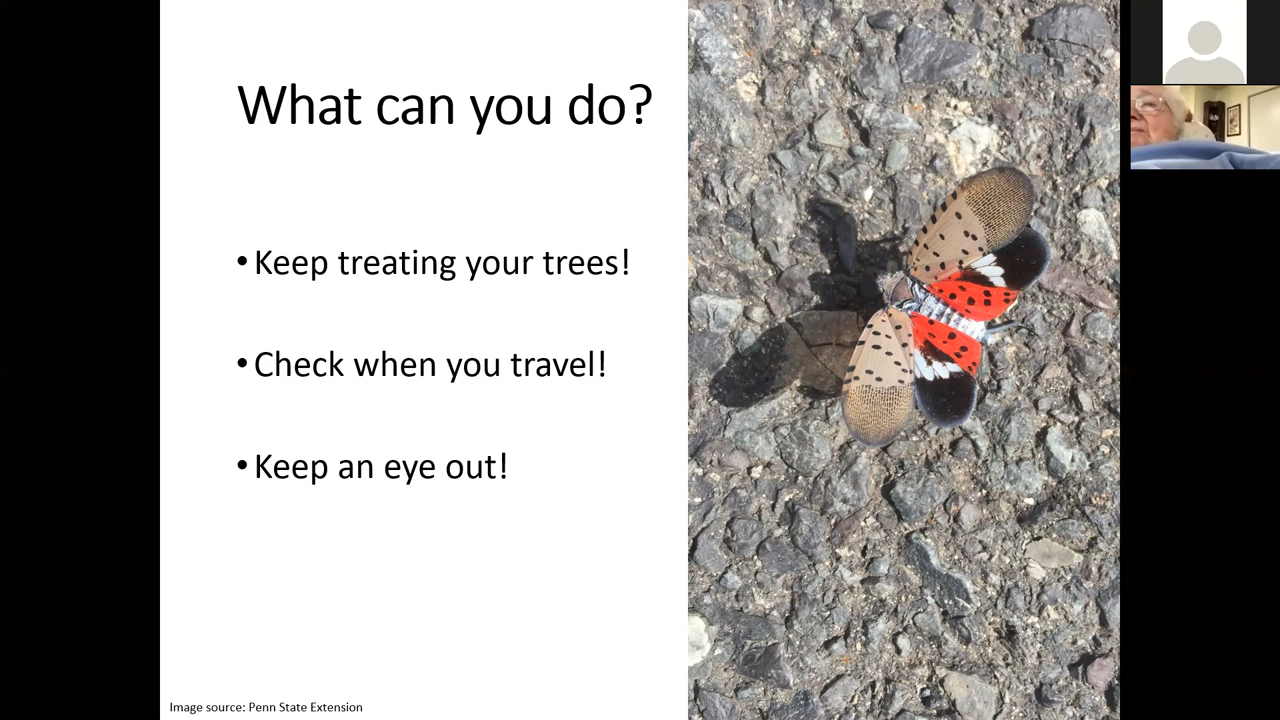 What can you do?
• Keep treating your trees!
• Check when you travel!
• Keep an eye out!
Image source: Penn State Extension